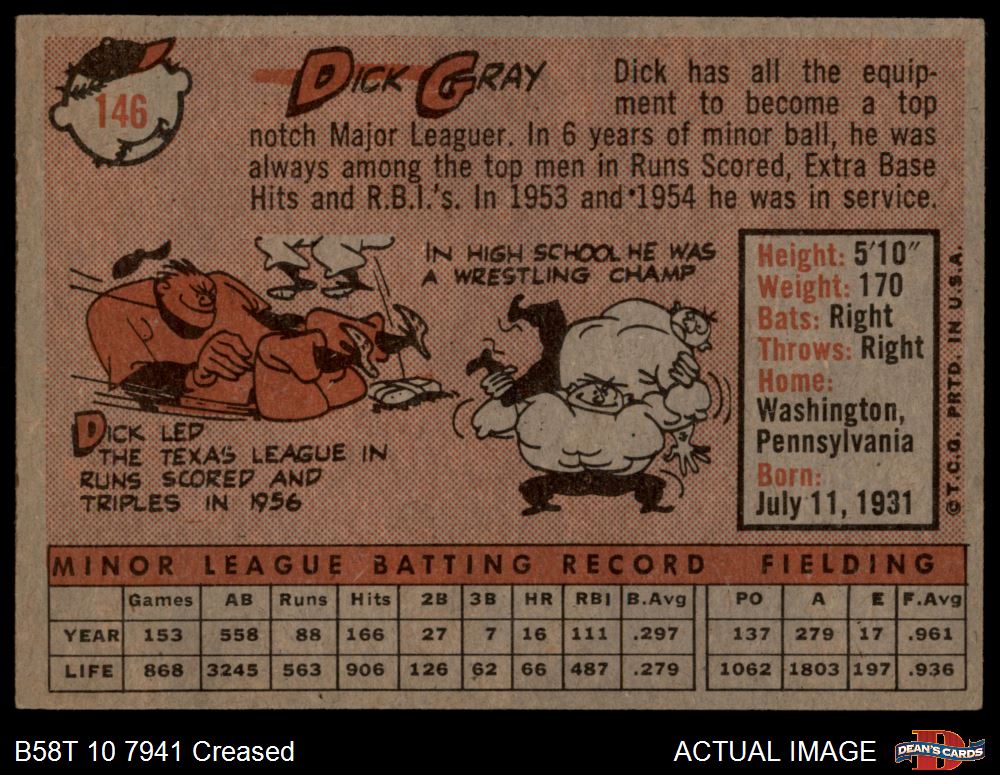 146
DICK GRAY
Dick has all the equip-
ment to become a top
notch Major Leaguer. In 6 years of minor ball, he was
always among the top men in Runs Scored, Extra Base
Hits and R.B.I.'s. In 1953 and 1954 he was in service.
IN HIGH SCHOOL HE WAS
A WRESTLING CHAMP
DICK LED
THE TEXAS LEAGUE IN
RUNS SCORED AND
TRIPLES IN 1956
Height: 5'10"
Weight: 170
Bats: Right
Throws: Right
Home:
Washington,
Pennsylvania
Born:
July 11, 1931
© T.C.G. PRTD. IN U.S.A.
MINOR LEAGUE BATTING RECORD FIELDING
Games AB Runs Hits 2B 3B HR RBI B.Avg PO A E F.Avg
YEAR 153 558 88 166 27 7 16 111 .297 137 279 17 .961
LIFE 868 3245 563 906 126 62 66 487 .279 1062 1803 197 .936
B58T 10 7941 Creased
ACTUAL IMAGE
DEAN'S CARDS